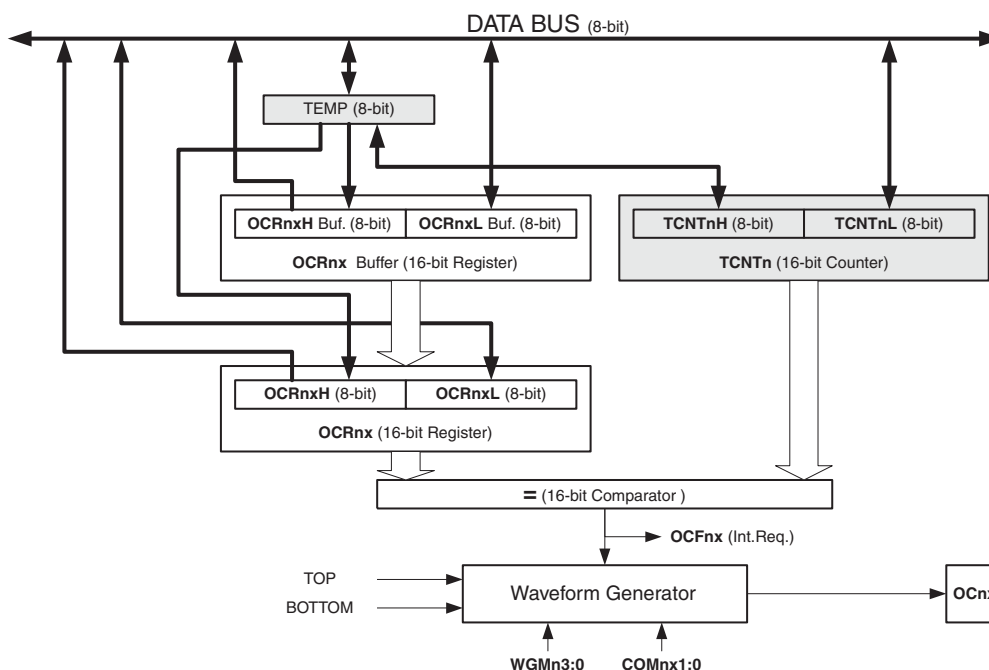 DATA BUS (8-bit)
TEMP (8-bit)
OCRnxH Buf. (8-bit) OCRnxL Buf. (8-bit)
OCRnx Buffer (16-bit Register)
TCNTnH (8-bit) TCNTnL (8-bit)
TCNTn (16-bit Counter)
OCRnxH (8-bit) OCRnxL (8-bit)
OCRnx (16-bit Register)
= (16-bit Comparator )
OCFnx (Int.Req.)
TOP
BOTTOM
Waveform Generator
OCnx
WGMn3:0 COMnx1:0